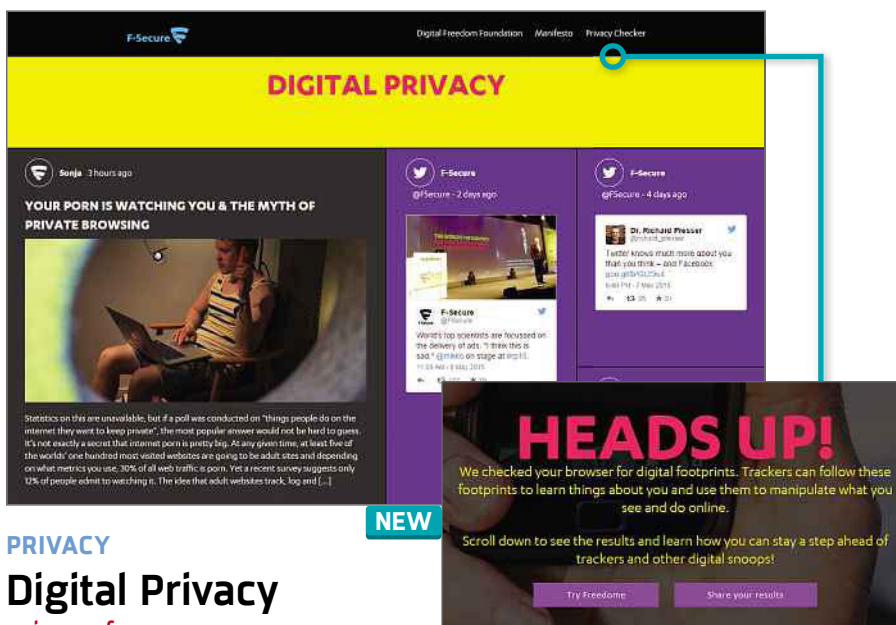 F-Secure
Digital Freedom Foundation Manifesto Privacy Checker
DIGITAL PRIVACY
Sonja 3 hours ago
YOUR PORN IS WATCHING YOU & THE MYTH OF
PRIVATE BROWSING
Statistics on this are unavailable, but if a poll was conducted on "things people do on the
internet they want to keep private", the most popular answer would not be hard to guess.
It's not exactly a secret that internet porn is pretty big. At any given time, at least five of
the worlds' one hundred most visited websites are going to be adult sites and depending
on what metrics you use, 30% of all web traffic is porn. Yet a recent survey suggests only
12% of people admit to watching it. The idea that adult websites track, log and [...]
F-Secure
@FSecure - 2 days ago
F-Secure
@FSecure
World's top scientists are focussed on
the delivery of ads. "I think this is
sad." @mikko on stage at
F-Secure
@FSecure - 4 days ago
Dr. Richard Presser
@richard_presser
Twitter knows much more about you
than you think – and Facebook.
HEADS UP!
We checked your browser for digital footprints. Trackers can follow these
footprints to learn things about you and use them to manipulate what you
see and do online.
Scroll down to see the results and learn how you can stay a step ahead of
trackers and other digital snoops!
Try Freedome Share your results
NEW
PRIVACY
Digital Privacy